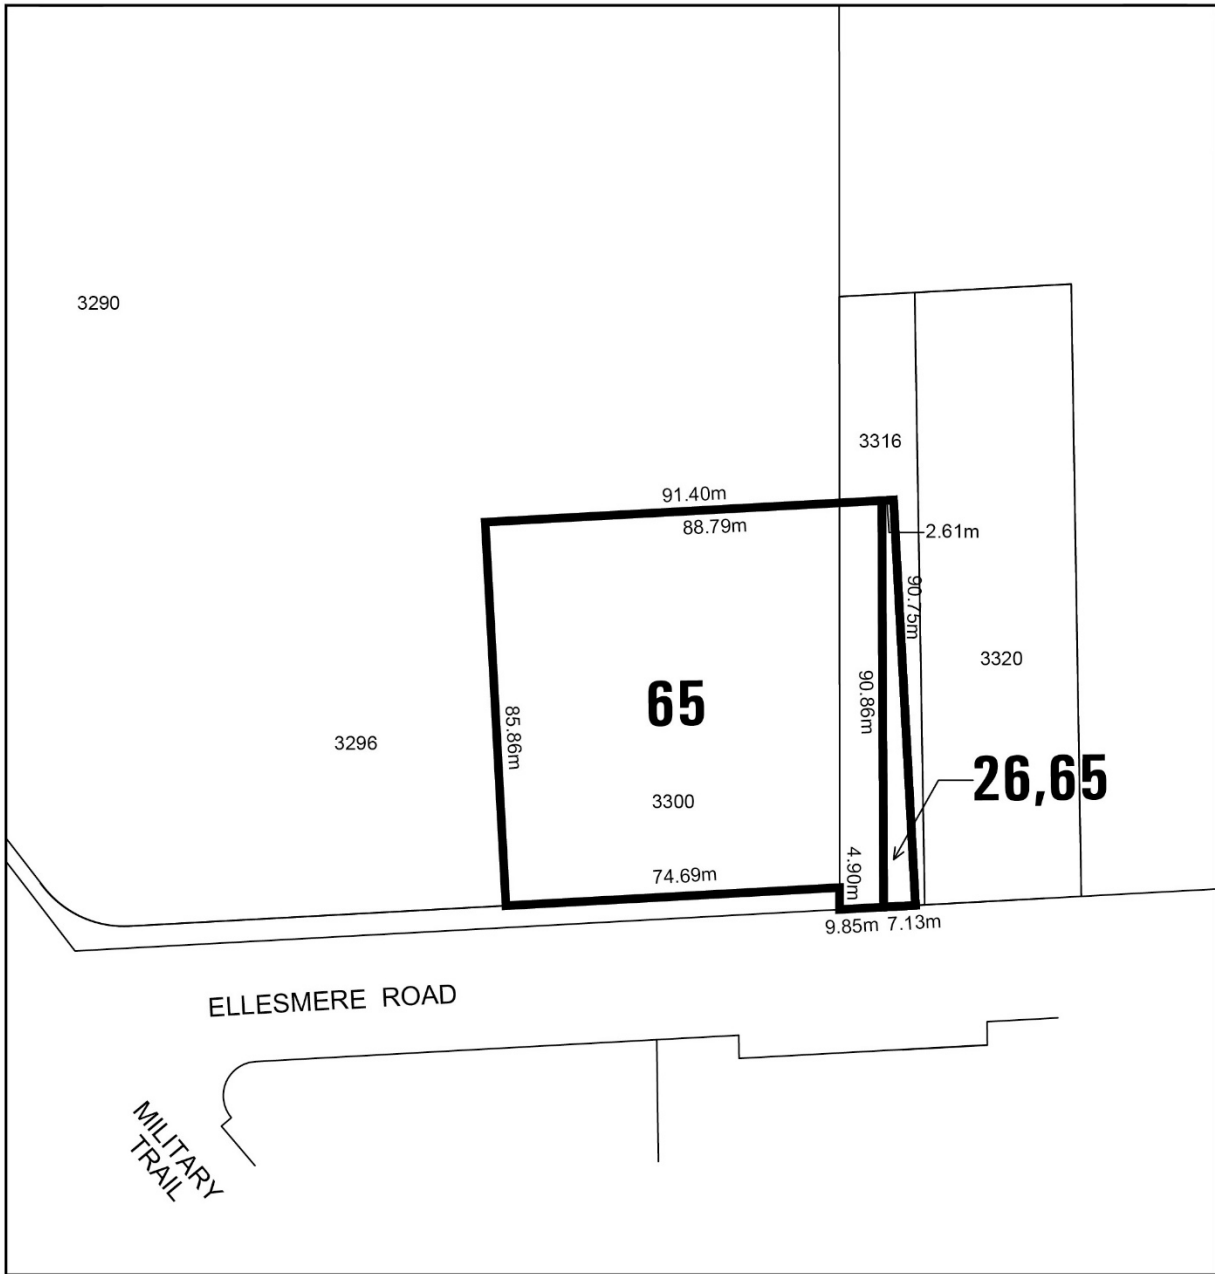 3290
3316
91.40m
88.79m
2.61m
90.75m
3320
65
90.86m
85.86m
3296
26,65
3300
4.90m
74.69m
9.85m 7.13m
ELLESMERE ROAD
MILITARY
TRAIL